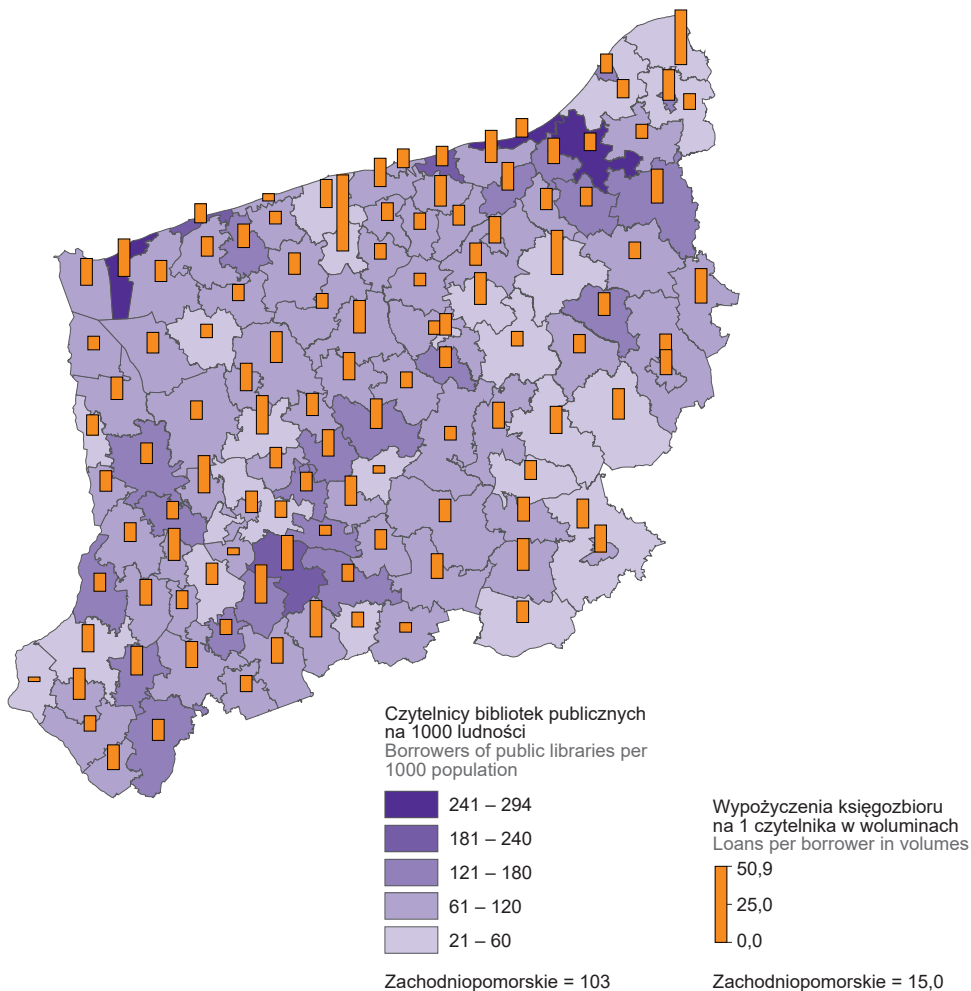 Czytelnicy bibliotek publicznych
na 1000 ludności
Borrowers of public libraries per
1000 population
241 – 294
181 – 240
121 – 180
61 – 120
21 – 60
Zachodniopomorskie = 103
Wypożyczenia księgozbioru
na 1 czytelnika w woluminach
Loans per borrower in volumes
50,9
25,0
0,0
Zachodniopomorskie = 15,0